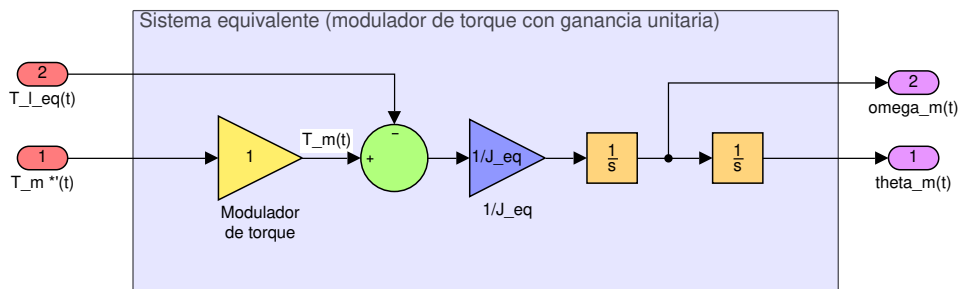 Sistema equivalente (modulador de torque con ganancia unitaria)
2
T_l_eq(t)
1
T_m *'(t)
1
Modulador
de torque
T_m(t)
−
+
1/J_eq
1/J_eq
1
s
1
s
2
omega_m(t)
1
theta_m(t)